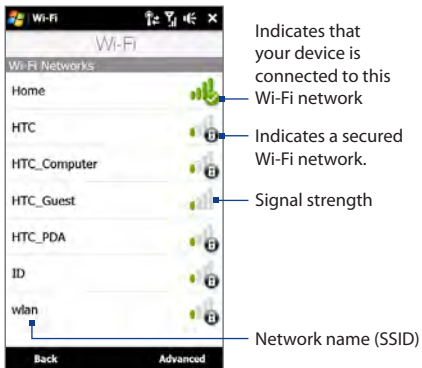 Wi-Fi
Wi-Fi
Wi-Fi Networks
Home
HTC
HTC_Computer
HTC_Guest
HTC_PDA
ID
wlan
Back Advanced
Indicates that
your device is
connected to this
Wi-Fi network
Indicates a secured
Wi-Fi network.
Signal strength
Network name (SSID)